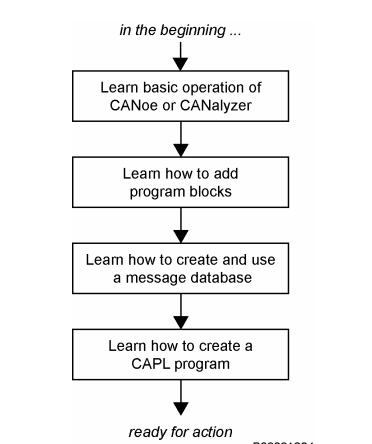 in the beginning ...
Learn basic operation of
CANoe or CANalyzer
Learn how to add
program blocks
Learn how to create and use
a message database
Learn how to create a
CAPL program
ready for action